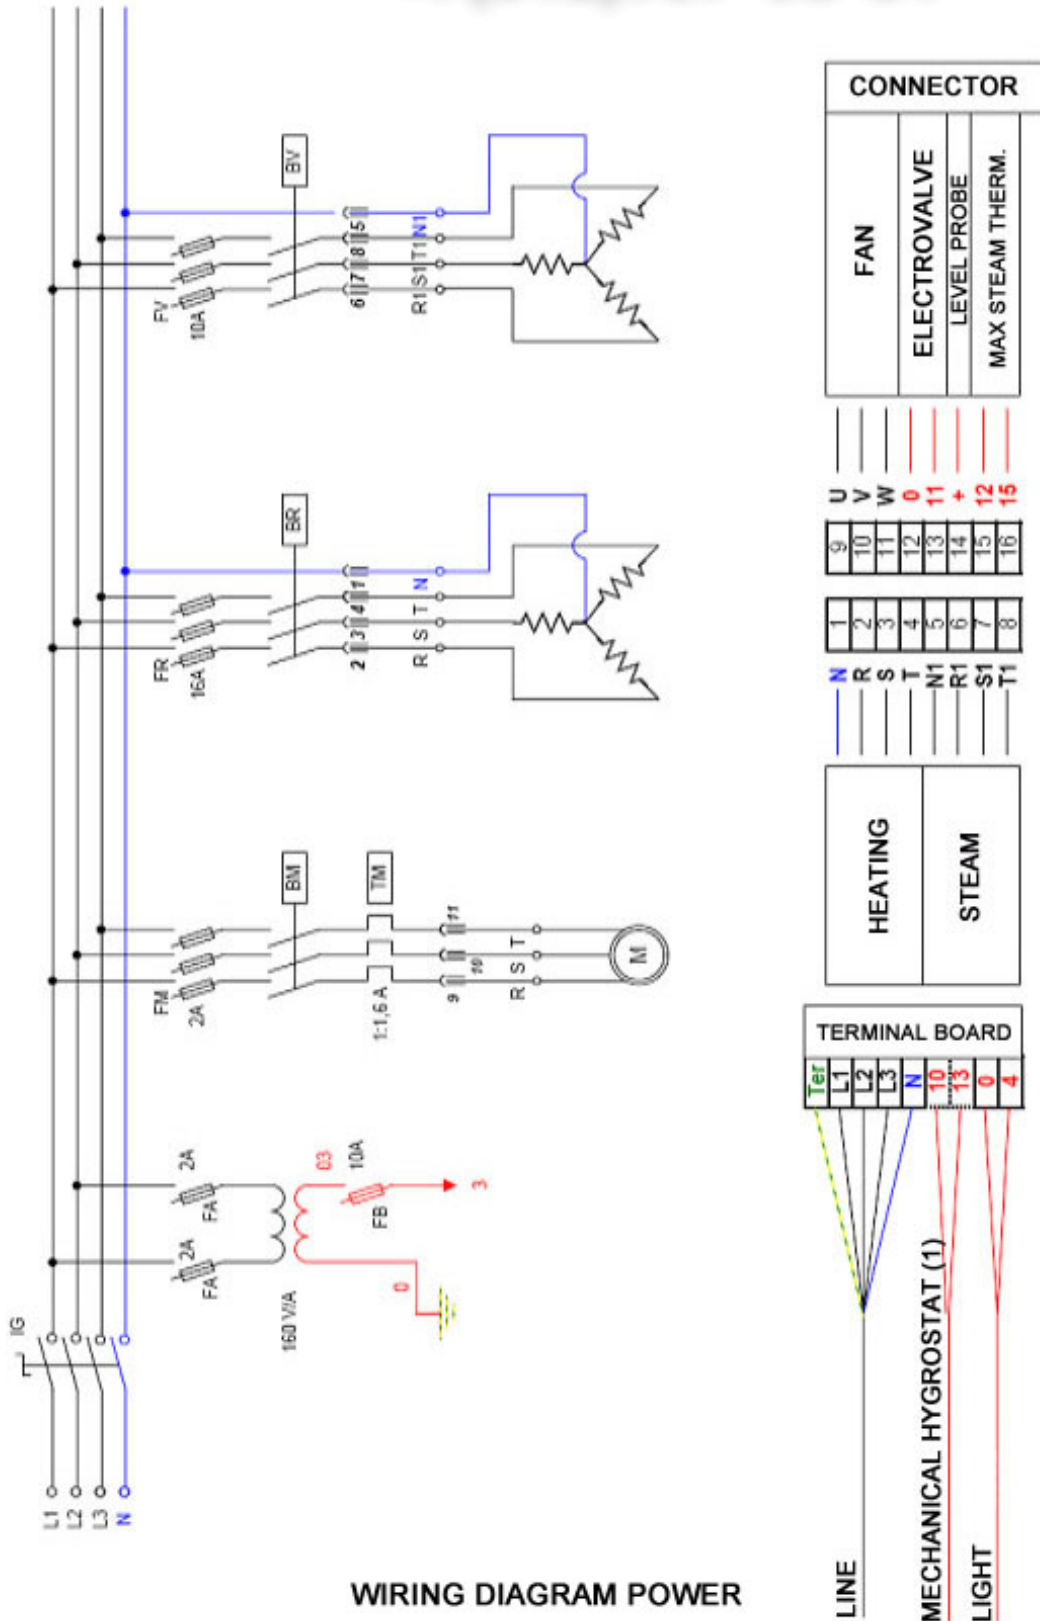 IG
L1
L2
L3
N
FA
2A
FA
2A
160 V/A
03
0
10A
FB
3
FM
2A
BM
TM
1:1,6 A
9
10
11
R S T
M
FR
16A
BR
2 3 4 1
R S T N
FV
10A
BV
6 7 8 5
R1 S1 T1 N1
WIRING DIAGRAM POWER
CONNECTOR
FAN
ELECTROVALVE
LEVEL PROBE
MAX STEAM THERM.
U
V
W
0
11
+
12
15
9
10
11
12
13
14
15
16
1
2
3
4
5
6
7
8
N
R
S
T
N1
R1
S1
T1
HEATING
STEAM
TERMINAL BOARD
Ter
L1
L2
L3
N
10
13
0
4
LINE
MECHANICAL HYGROSTAT (1)
LIGHT